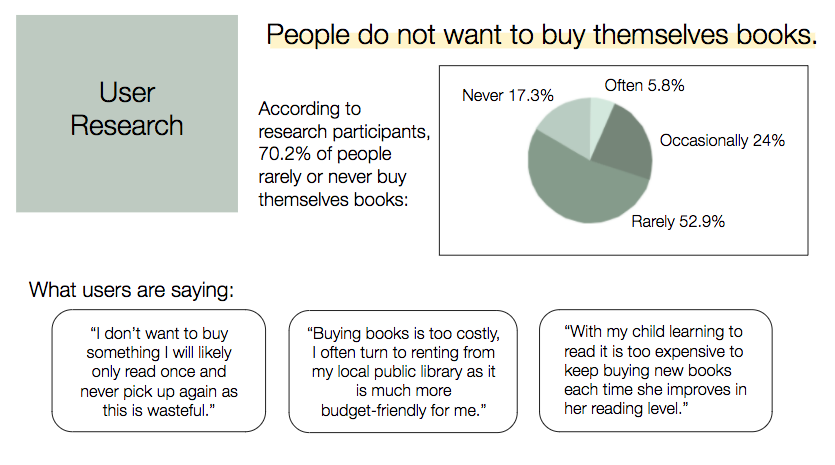 User
Research
People do not want to buy themselves books.
According to
research participants,
70.2% of people
rarely or never buy
themselves books:
Never 17.3%
Often 5.8%
Occasionally 24%
Rarely 52.9%
What users are saying:
“I don’t want to buy
something I will likely
only read once and
never pick up again as
this is wasteful.”
“Buying books is too costly,
I often turn to renting from
my local public library as it
is much more
budget-friendly for me.”
“With my child learning to
read it is too expensive to
keep buying new books
each time she improves in
her reading level.”